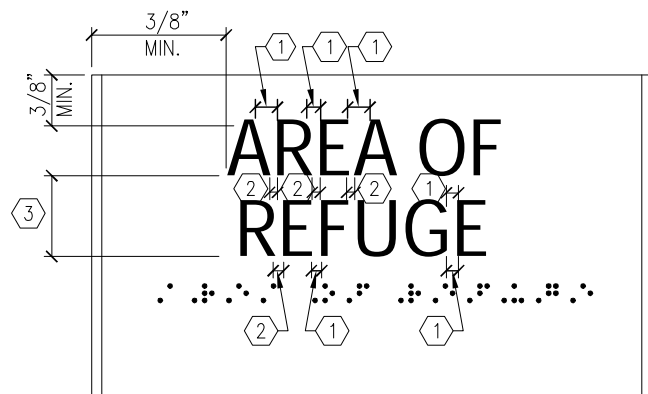 3/8"
MIN.
1 1 1
3/8" MIN.
AREA OF
2 2 2 1
3
REFUGE
2 1 1